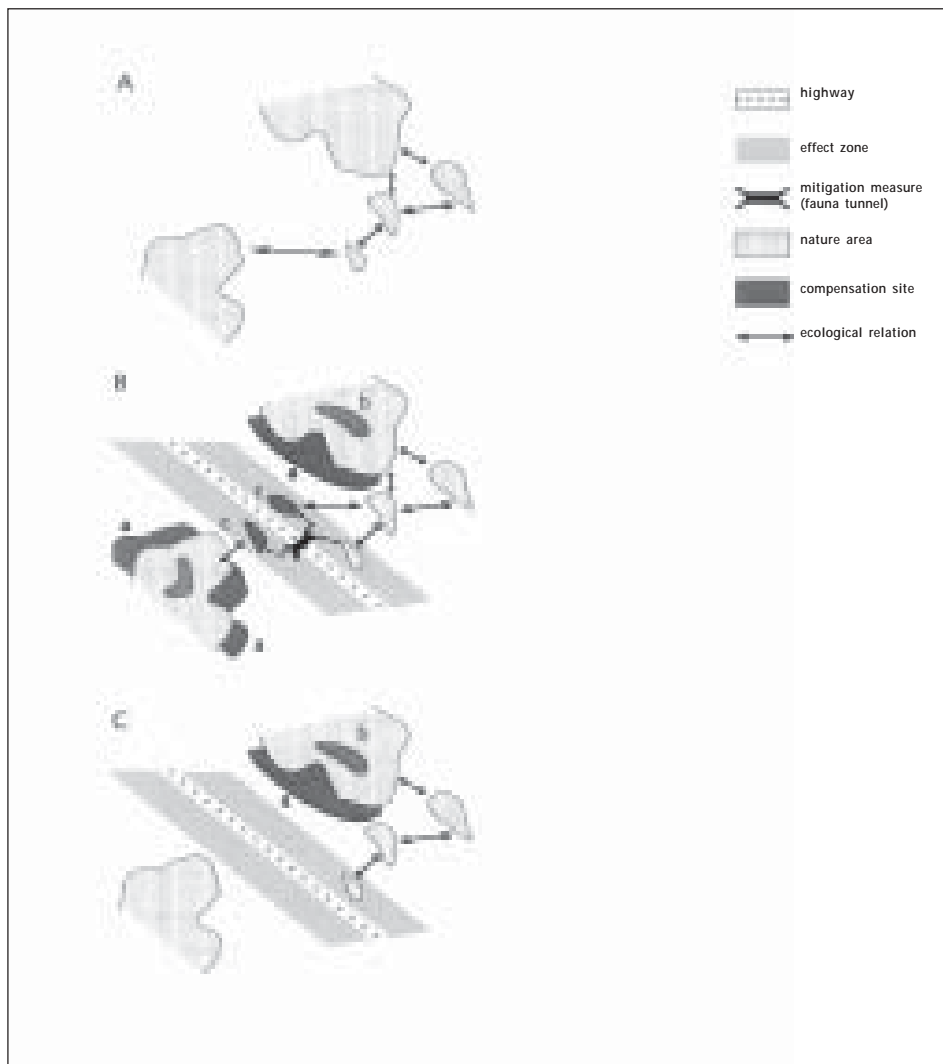 A
highway
effect zone
mitigation measure
(fauna tunnel)
nature area
compensation site
ecological relation
B
b
a
c
a
C
b
a